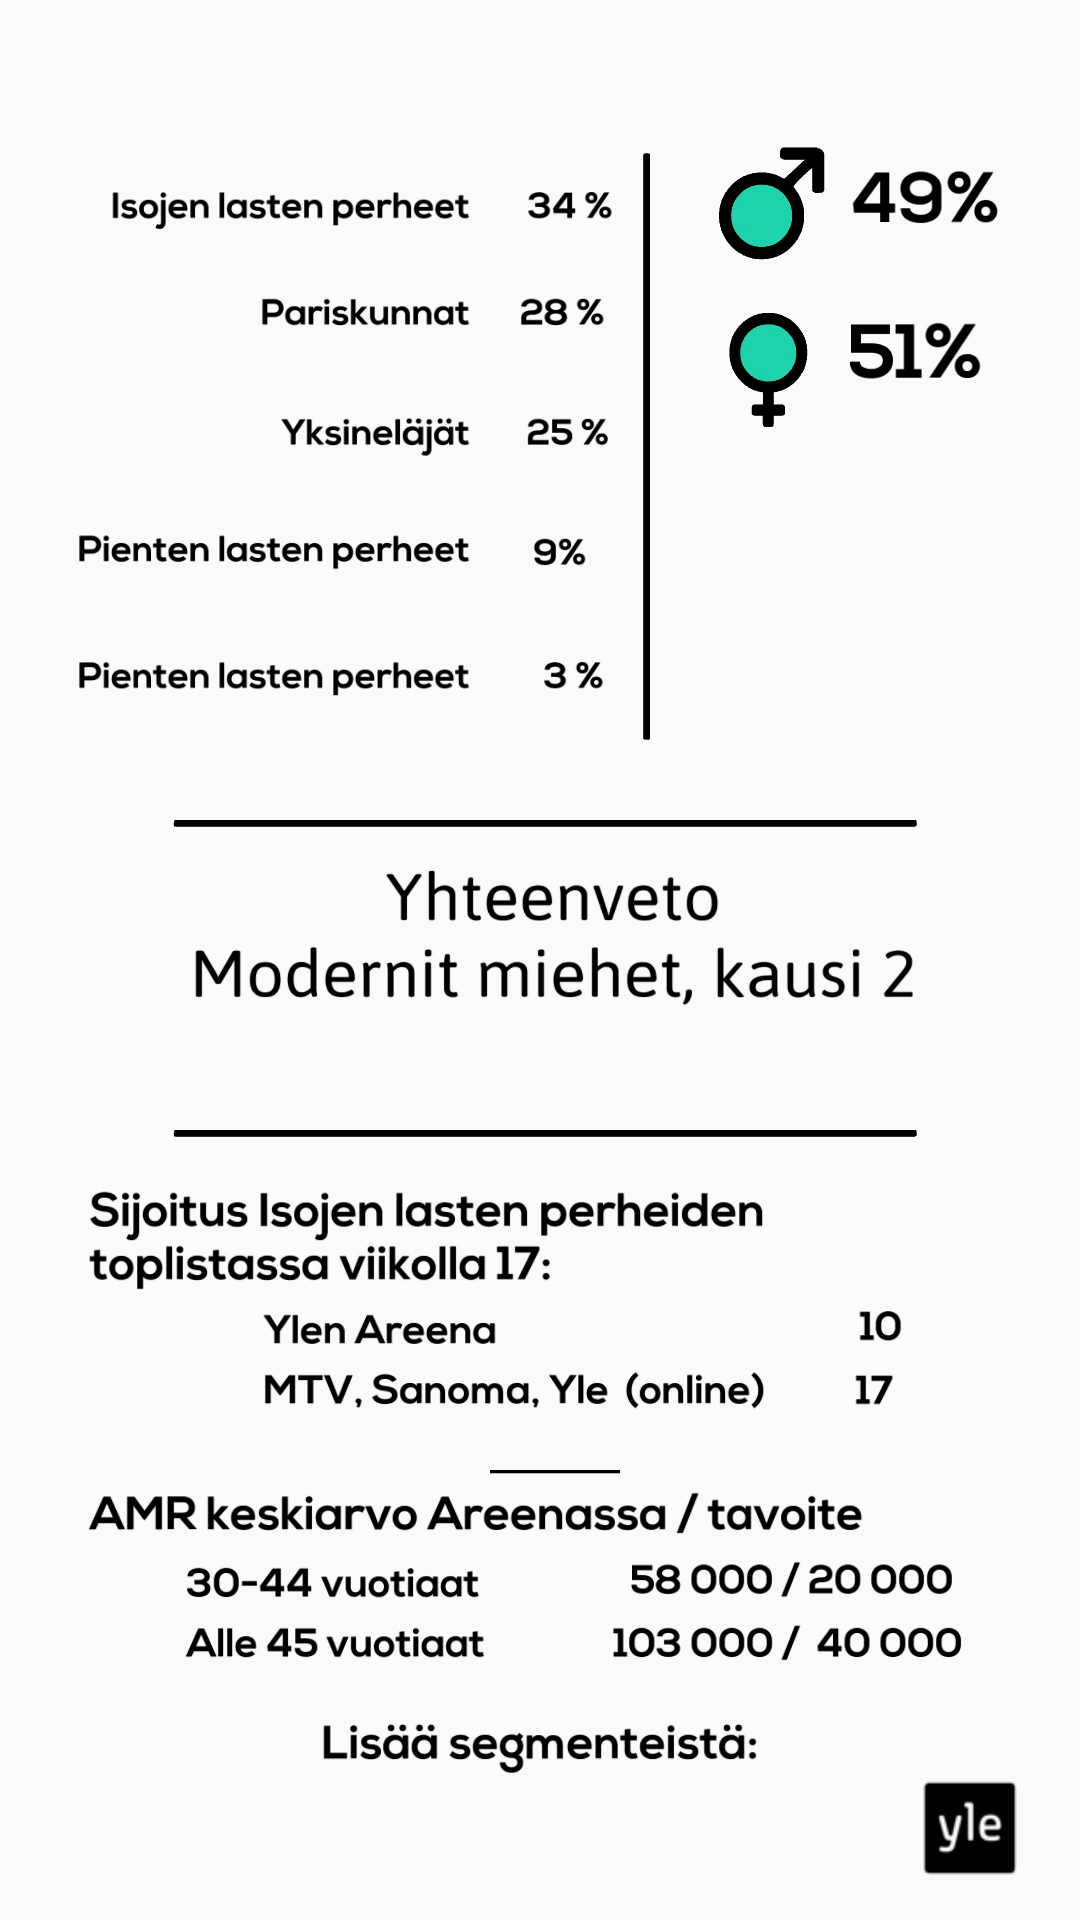 Isojen lasten perheet 34 %
Pariskunnat 28 %
Yksineläjät 25 %
Pienten lasten perheet 9%
Pienten lasten perheet 3 %
49%
51%
Yhteenveto
Modernit miehet, kausi 2
Sijoitus Isojen lasten perheiden
toplistassa viikolla 17:
Ylen Areena 10
MTV, Sanoma, Yle (online) 17
AMR keskiarvo Areenassa / tavoite
30-44 vuotiaat 58 000 / 20 000
Alle 45 vuotiaat 103 000 / 40 000
Lisää segmenteistä:
yle